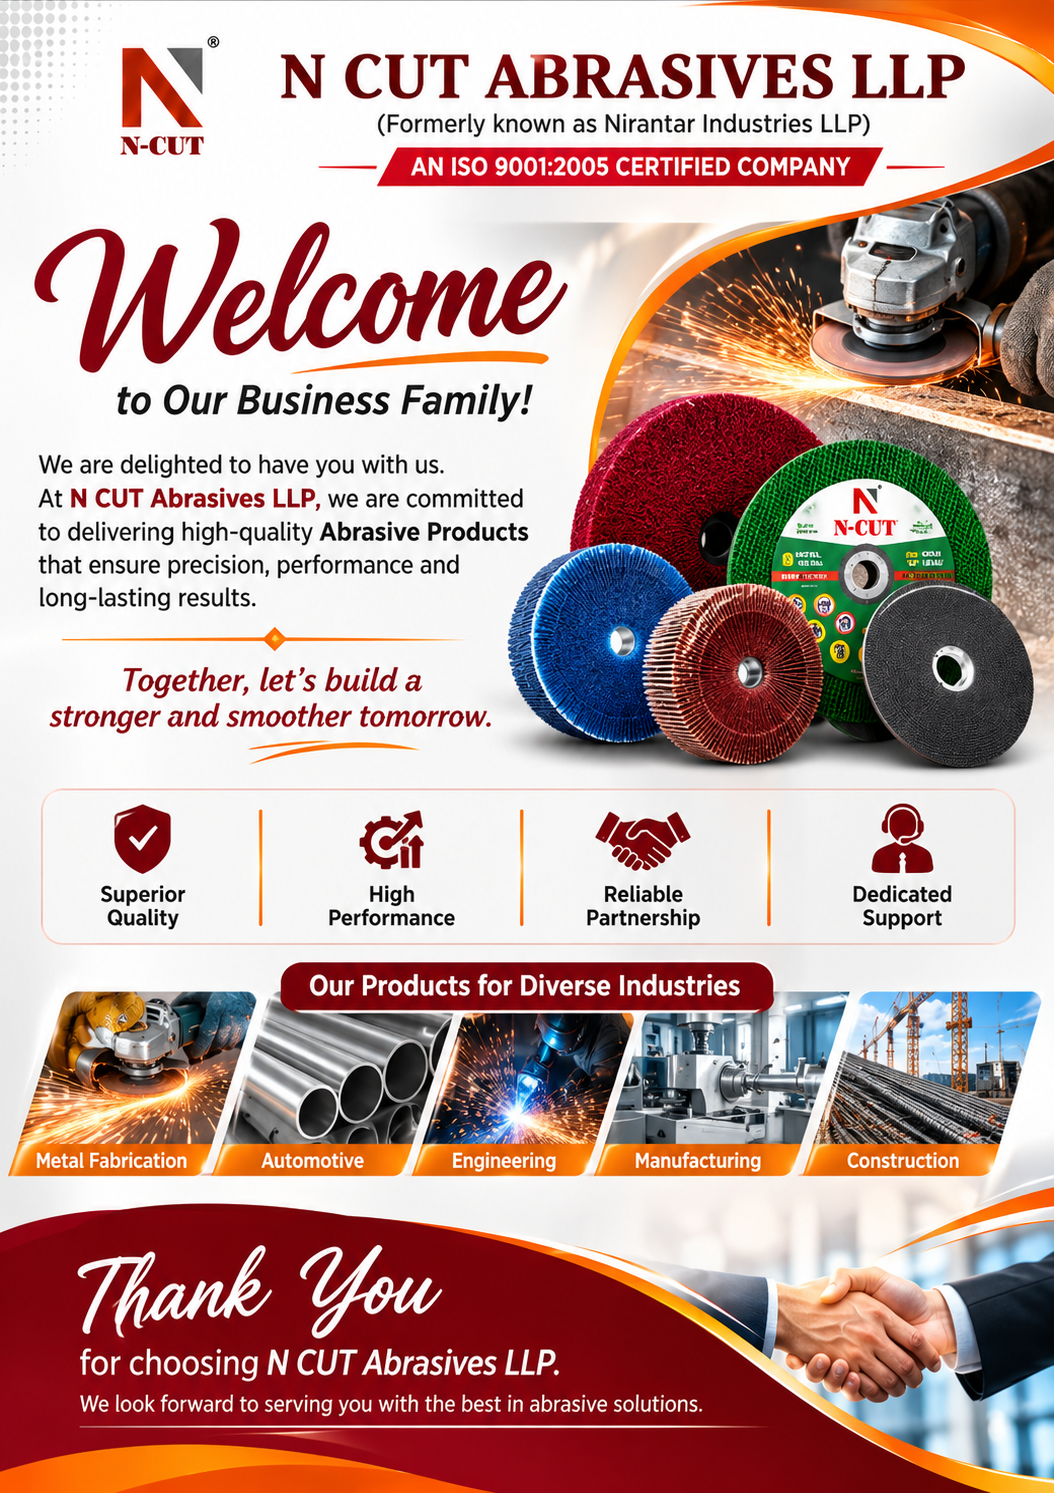 ®
N-CUT
N CUT ABRASIVES LLP
(Formerly known as Nirantar Industries LLP)
AN ISO 9001:2005 CERTIFIED COMPANY
Welcome
to Our Business Family!
We are delighted to have you with us.
At N CUT Abrasives LLP, we are committed
to delivering high-quality Abrasive Products
that ensure precision, performance and
long-lasting results.
Together, let's build a
stronger and smoother tomorrow.
N-CUT
Superior
Quality
High
Performance
Reliable
Partnership
Dedicated
Support
Our Products for Diverse Industries
Metal Fabrication
Automotive
Engineering
Manufacturing
Construction
Thank You
for choosing N CUT Abrasives LLP.
We look forward to serving you with the best in abrasive solutions.